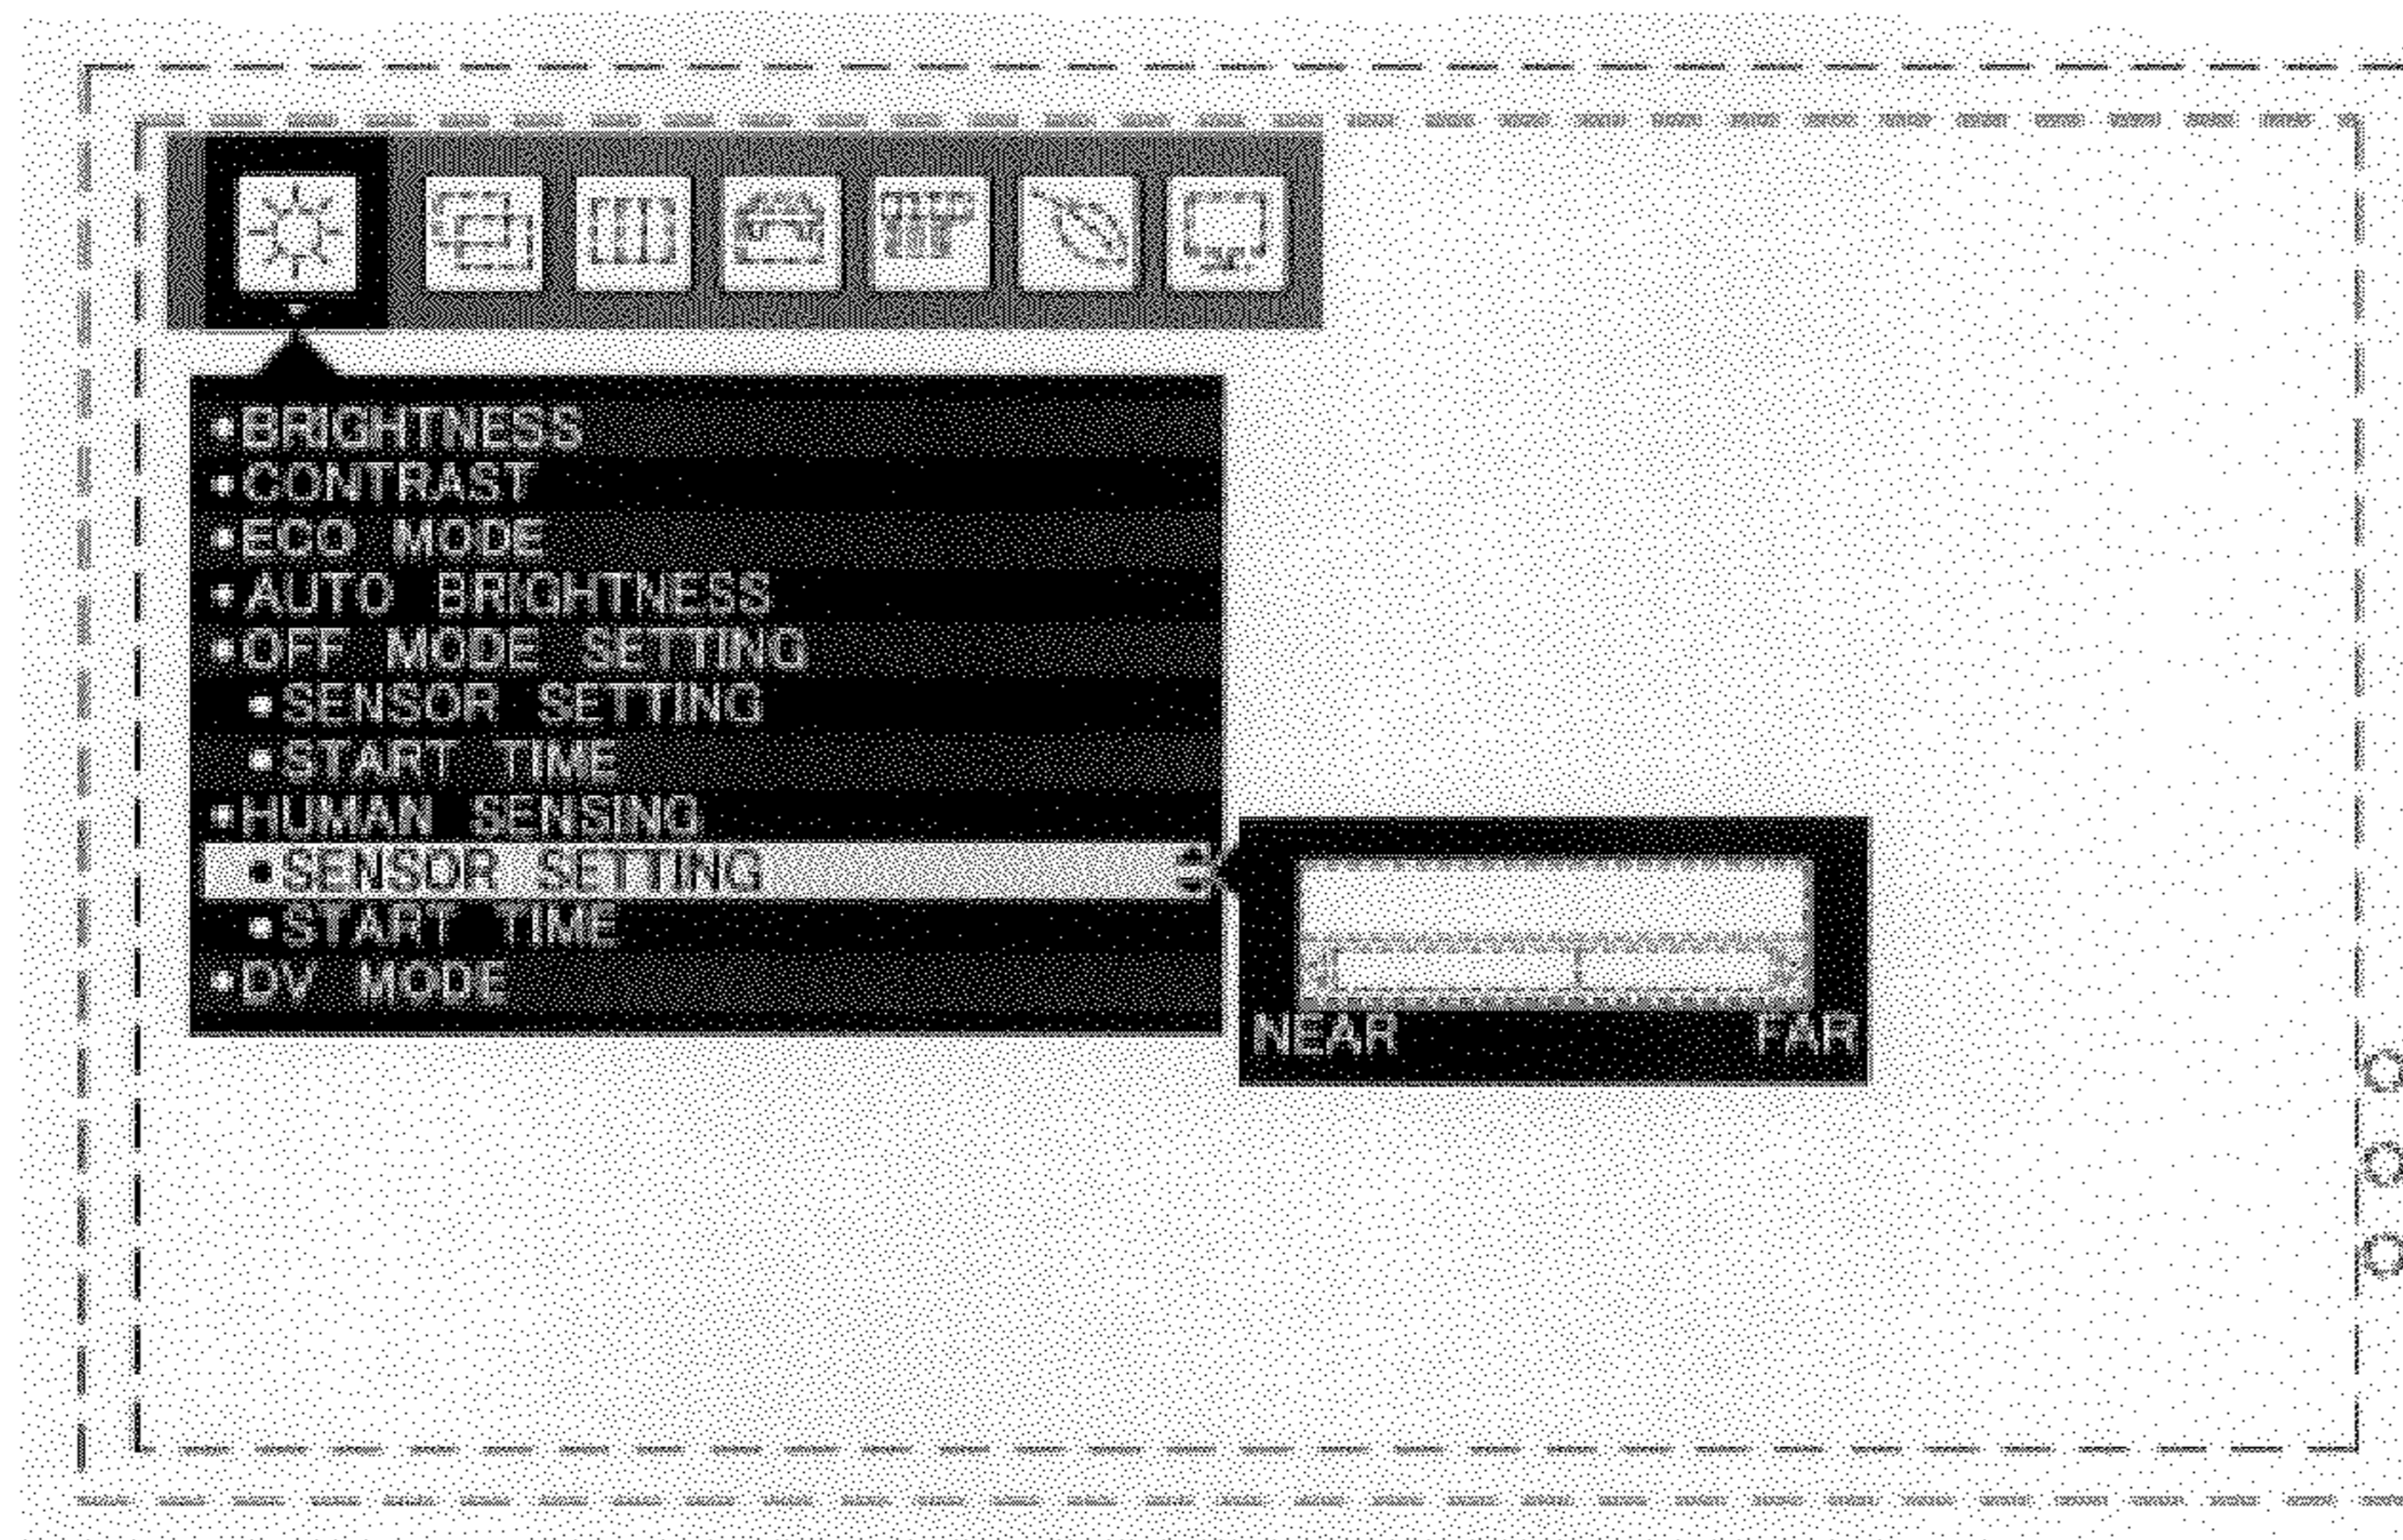 •BRIGHTNESS
•CONTRAST
•ECO MODE
•AUTO BRIGHTNESS
•OFF MODE SETTING
•SENSOR SETTING
•START TIME
•HUMAN SENSING
•SENSOR SETTING
•START TIME
•DV MODE
NEAR FAR